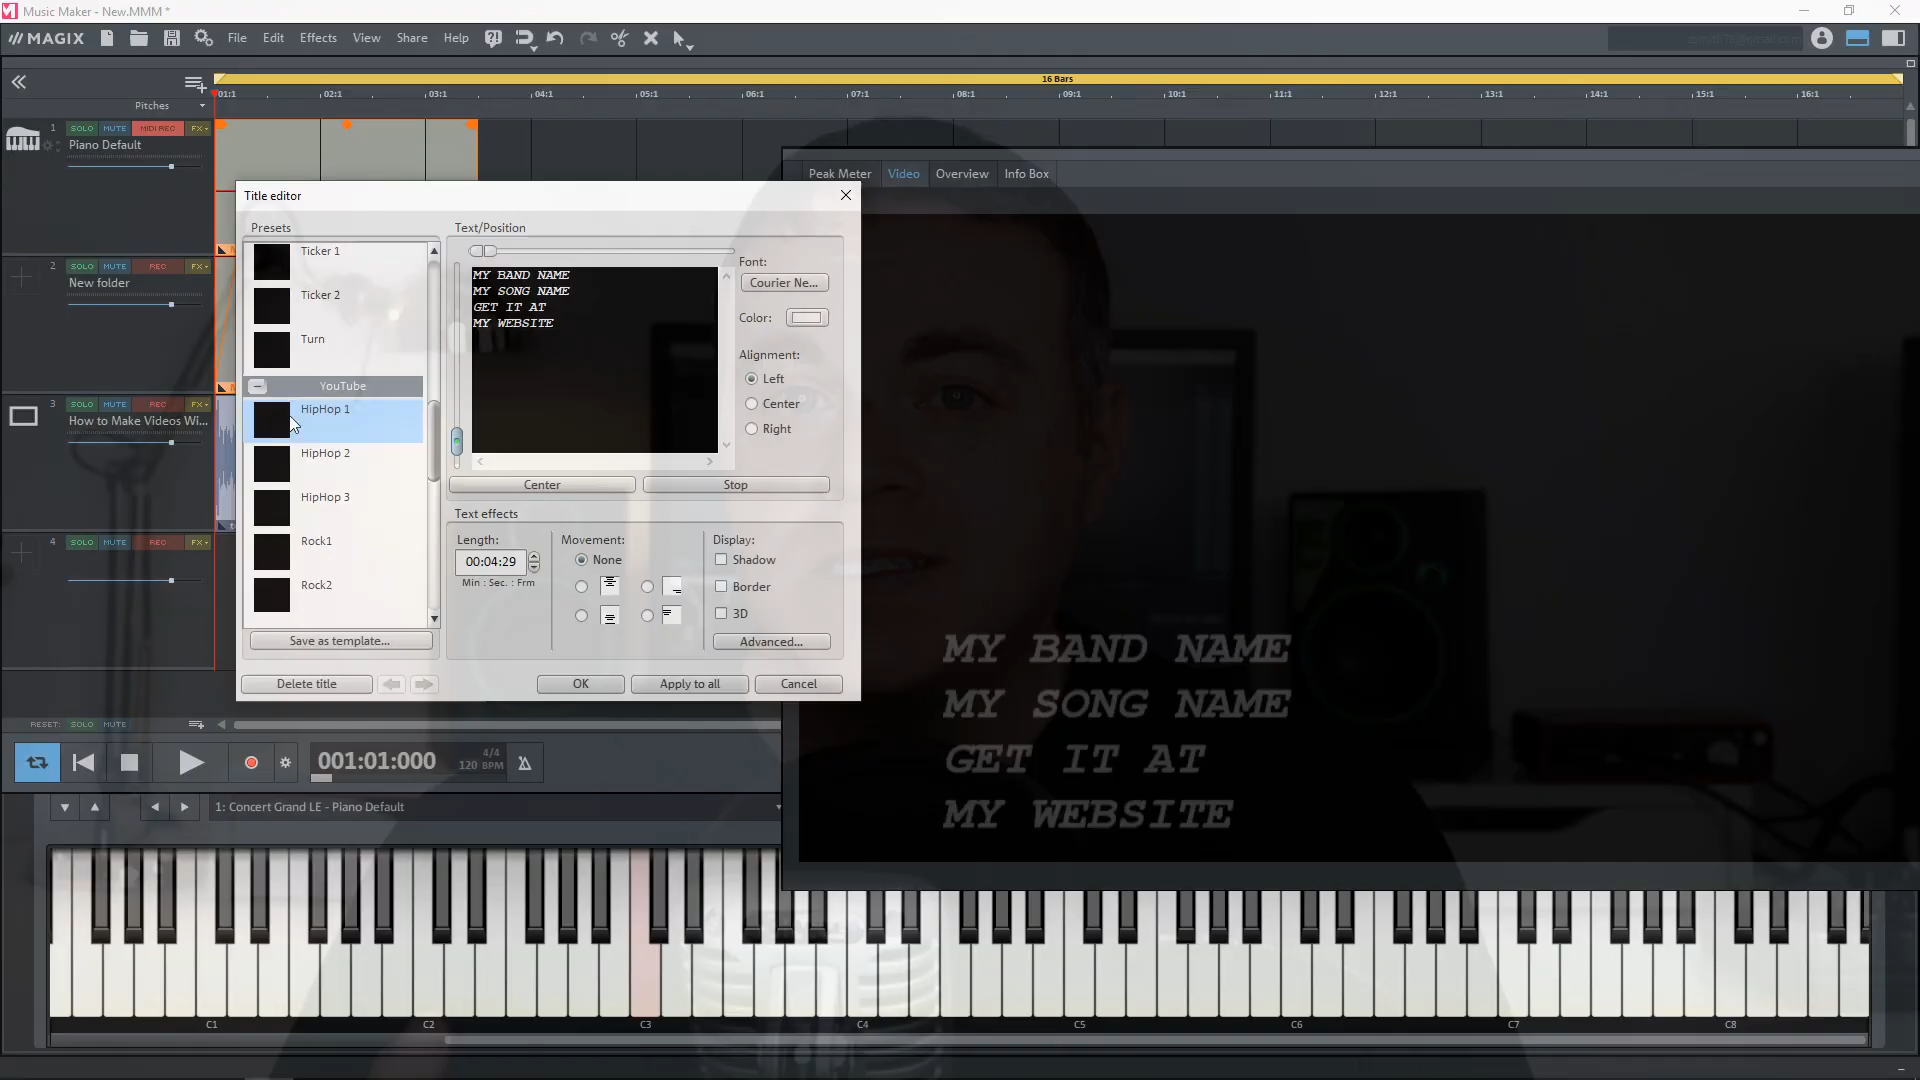 Music Maker - New.MMM *
MAGIX
File Edit Effects View Share Help
16 Bars
Pitches
01:1 02:1 03:1 04:1 05:1 06:1 07:1 08:1 09:1 10:1 11:1 12:1 13:1 14:1 15:1 16:1
1 SOLO MUTE MIDI REC FX
Piano Default
Peak Meter Video Overview Info Box
Title editor
Presets
Text/Position
Ticker 1
Ticker 2
Turn
YouTube
HipHop 1
HipHop 2
HipHop 3
Rock1
Rock2
Save as template...
MY BAND NAME
MY SONG NAME
GET IT AT
MY WEBSITE
Font:
Courier Ne...
Color:
Alignment:
Left
Center
Right
Center Stop
Text effects
Length:
00:04:29
Min : Sec. : Frm
Movement:
None
Display:
Shadow
Border
3D
Advanced...
Delete title OK Apply to all Cancel
2 SOLO MUTE REC FX
New folder
3 SOLO MUTE REC FX
How to Make Videos Wi...
4 SOLO MUTE REC FX
MY BAND NAME
MY SONG NAME
GET IT AT
MY WEBSITE
RESET: SOLO MUTE
001:01:000
4/4
120 BPM
1: Concert Grand LE - Piano Default
C1 C2 C3 C4 C5 C6 C7 C8